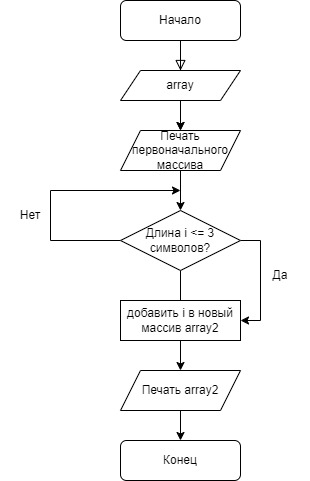 Начало
array
Печать
первоначального
массива
Нет
Длина i <= 3
символов?
Да
добавить i в новый
массив array2
Печать array2
Конец